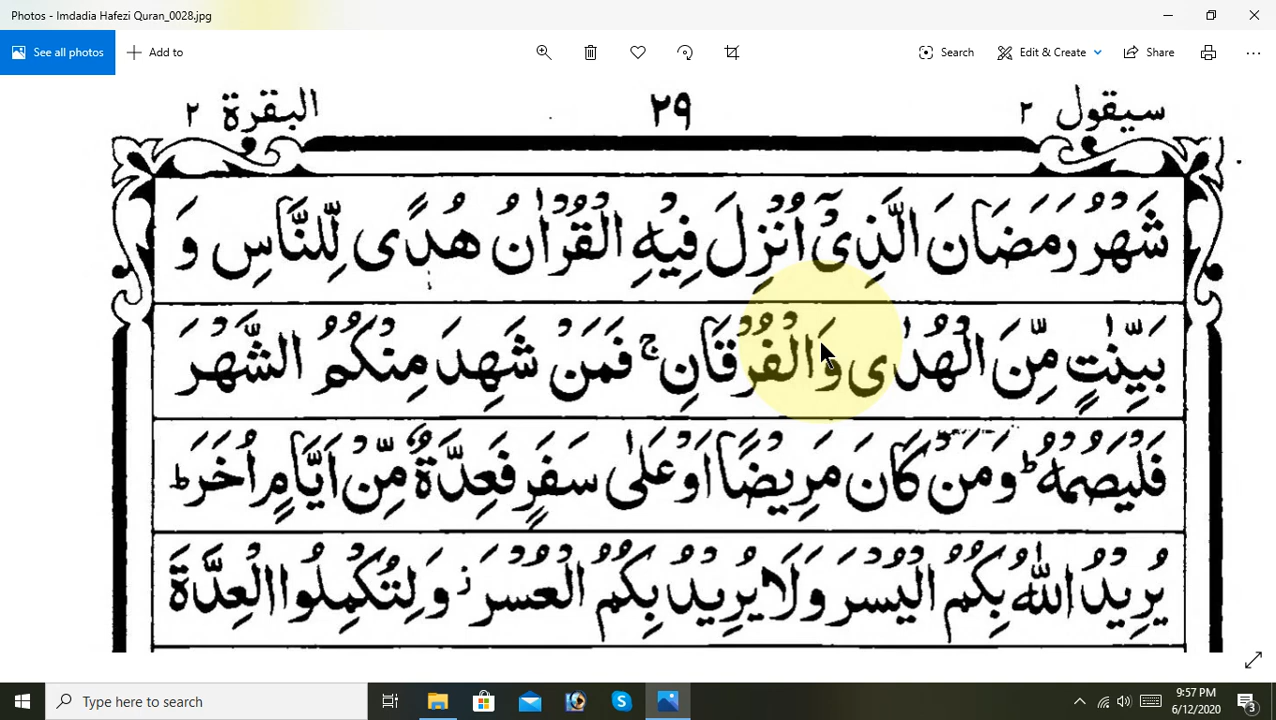 Photos - Imdadia Hafezi Quran_0028.jpg
See all photos
Add to
Search
Edit & Create
Share
سيقول ٢
٢٩
البقرة ٢
شَهْرُ رَمَضَانَ الَّذِىْٓ اُنْزِلَ فِيْهِ الْقُرْاٰنُ هُدًى لِّلنَّاسِ وَ
بَيِّنٰتٍ مِّنَ الْهُدٰى وَالْفُرْقَانِ ۚ فَمَنْ شَهِدَ مِنْكُمُ الشَّهْرَ
فَلْيَصُمْهُ ؕ وَمَنْ كَانَ مَرِيْضًا اَوْ عَلٰى سَفَرٍ فَعِدَّةٌ مِّنْ اَيَّامٍ اُخَرَ ؕ
يُرِيْدُ اللّٰهُ بِكُمُ الْيُسْرَ وَلَا يُرِيْدُ بِكُمُ الْعُسْرَ ز وَلِتُكْمِلُوا الْعِدَّةَ
Type here to search
9:57 PM
6/12/2020
3